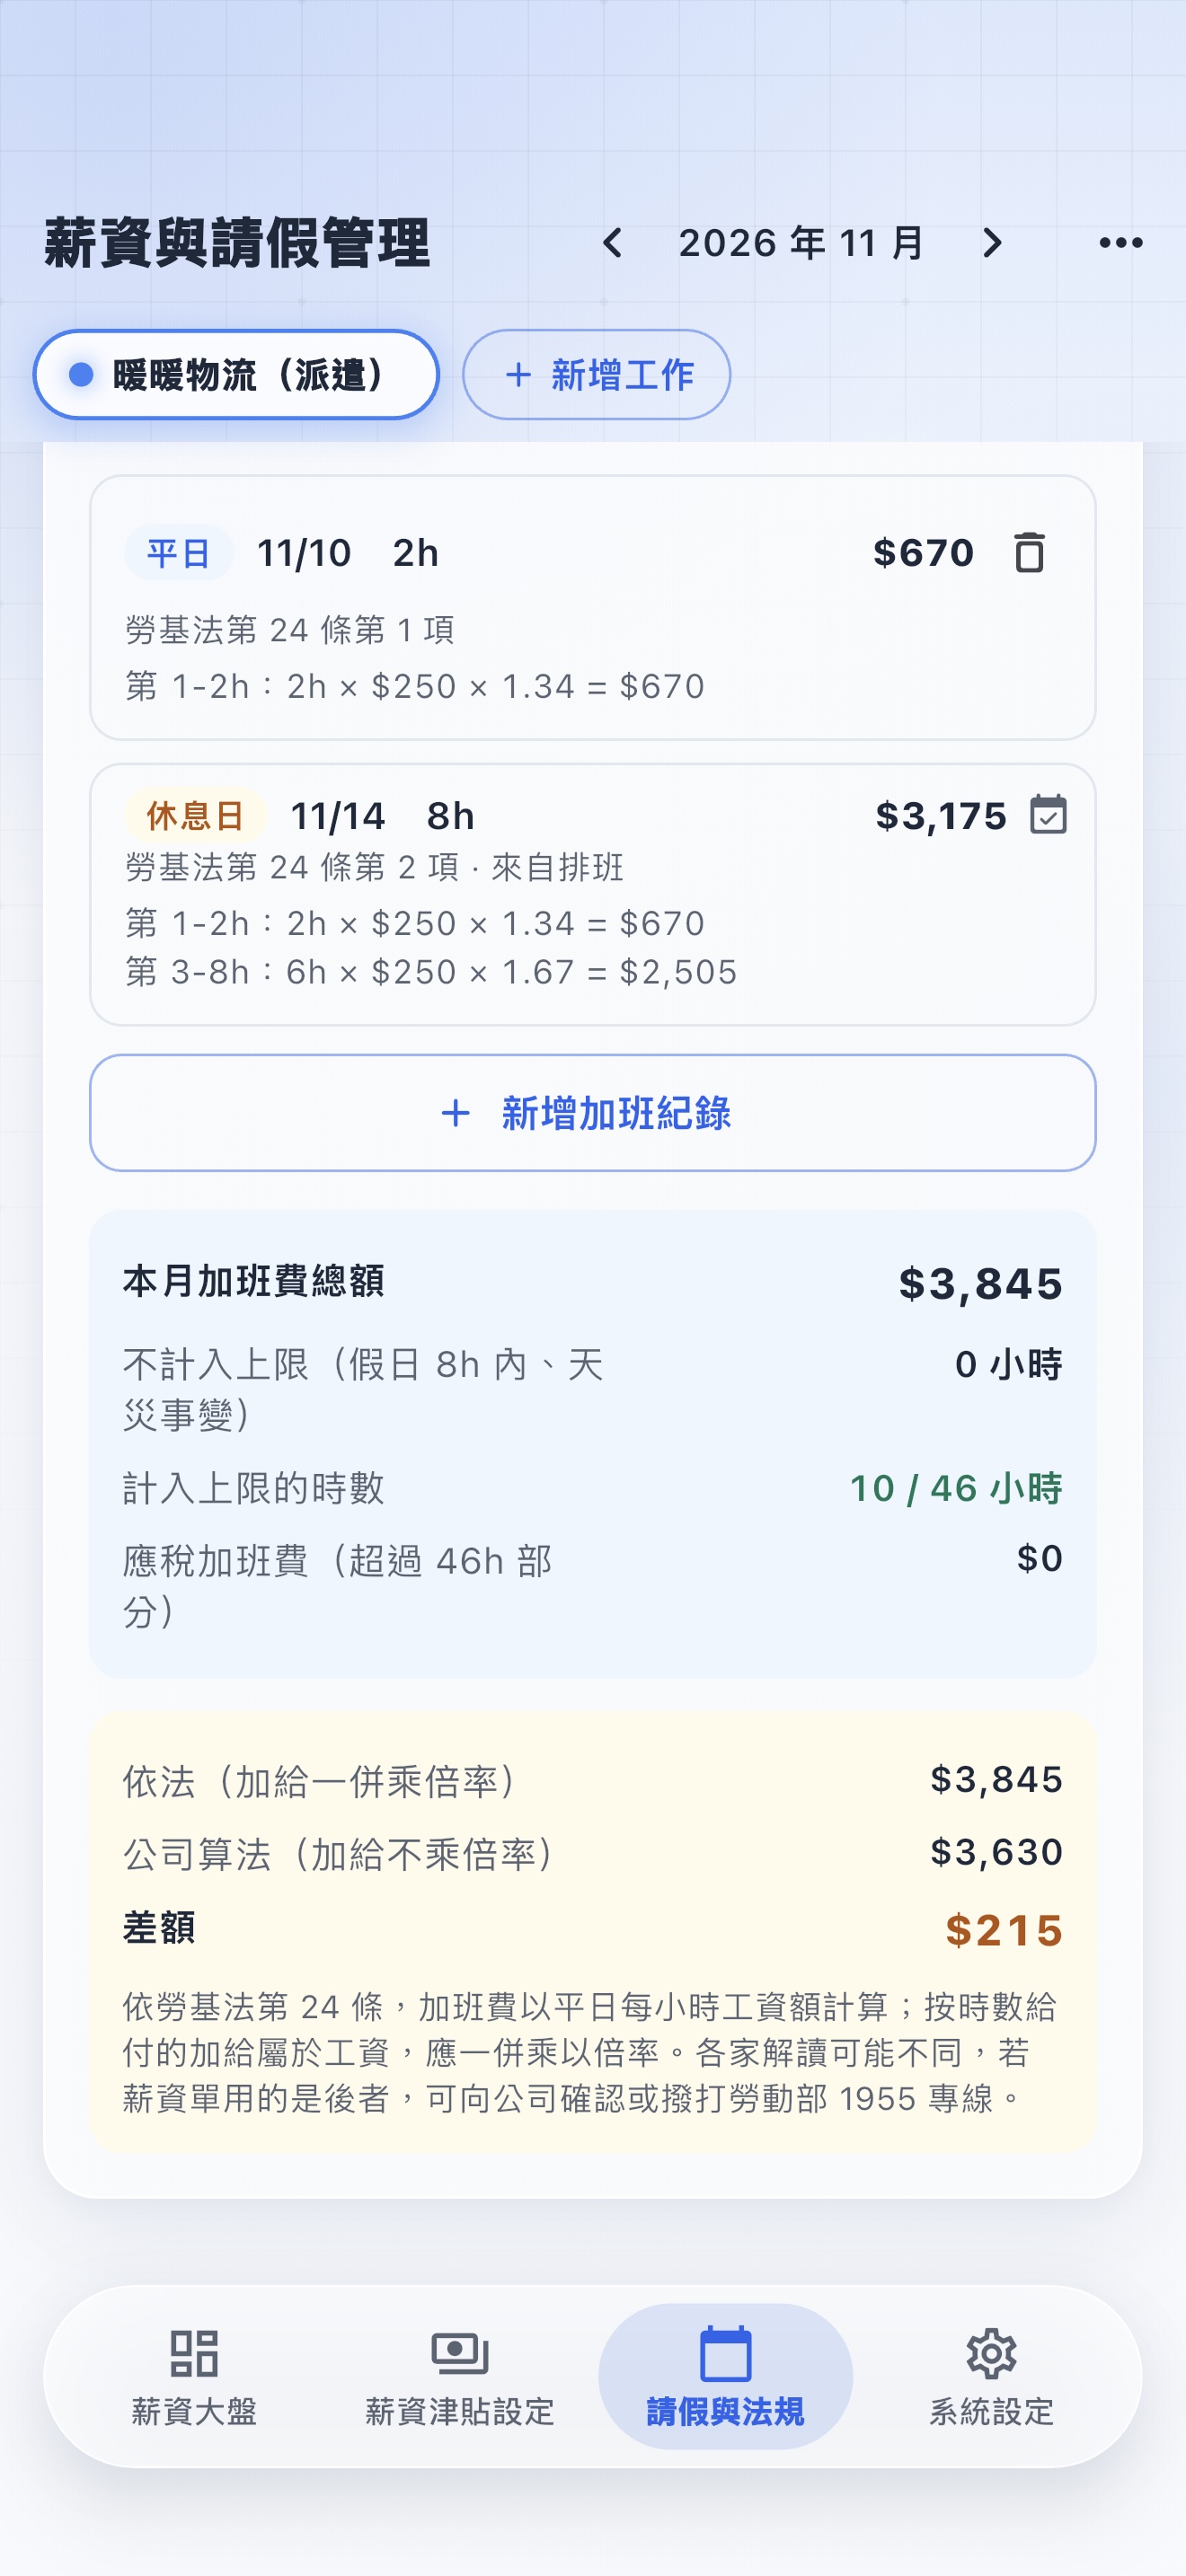 薪資與請假管理
2026 年 11 月
暖暖物流（派遣）
+ 新增工作
平日 11/10 2h $670
勞基法第 24 條第 1 項
第 1-2h：2h × $250 × 1.34 = $670
休息日 11/14 8h $3,175
勞基法第 24 條第 2 項 · 來自排班
第 1-2h：2h × $250 × 1.34 = $670
第 3-8h：6h × $250 × 1.67 = $2,505
+ 新增加班紀錄
本月加班費總額 $3,845
不計入上限（假日 8h 內、天 0 小時
災事變）
計入上限的時數 10 / 46 小時
應稅加班費（超過 46h 部 $0
分）
依法（加給一併乘倍率） $3,845
公司算法（加給不乘倍率） $3,630
差額 $215
依勞基法第 24 條，加班費以平日每小時工資額計算；按時數給
付的加給屬於工資，應一併乘以倍率。各家解讀可能不同，若
薪資單用的是後者，可向公司確認或撥打勞動部 1955 專線。
薪資大盤
薪資津貼設定
請假與法規
系統設定